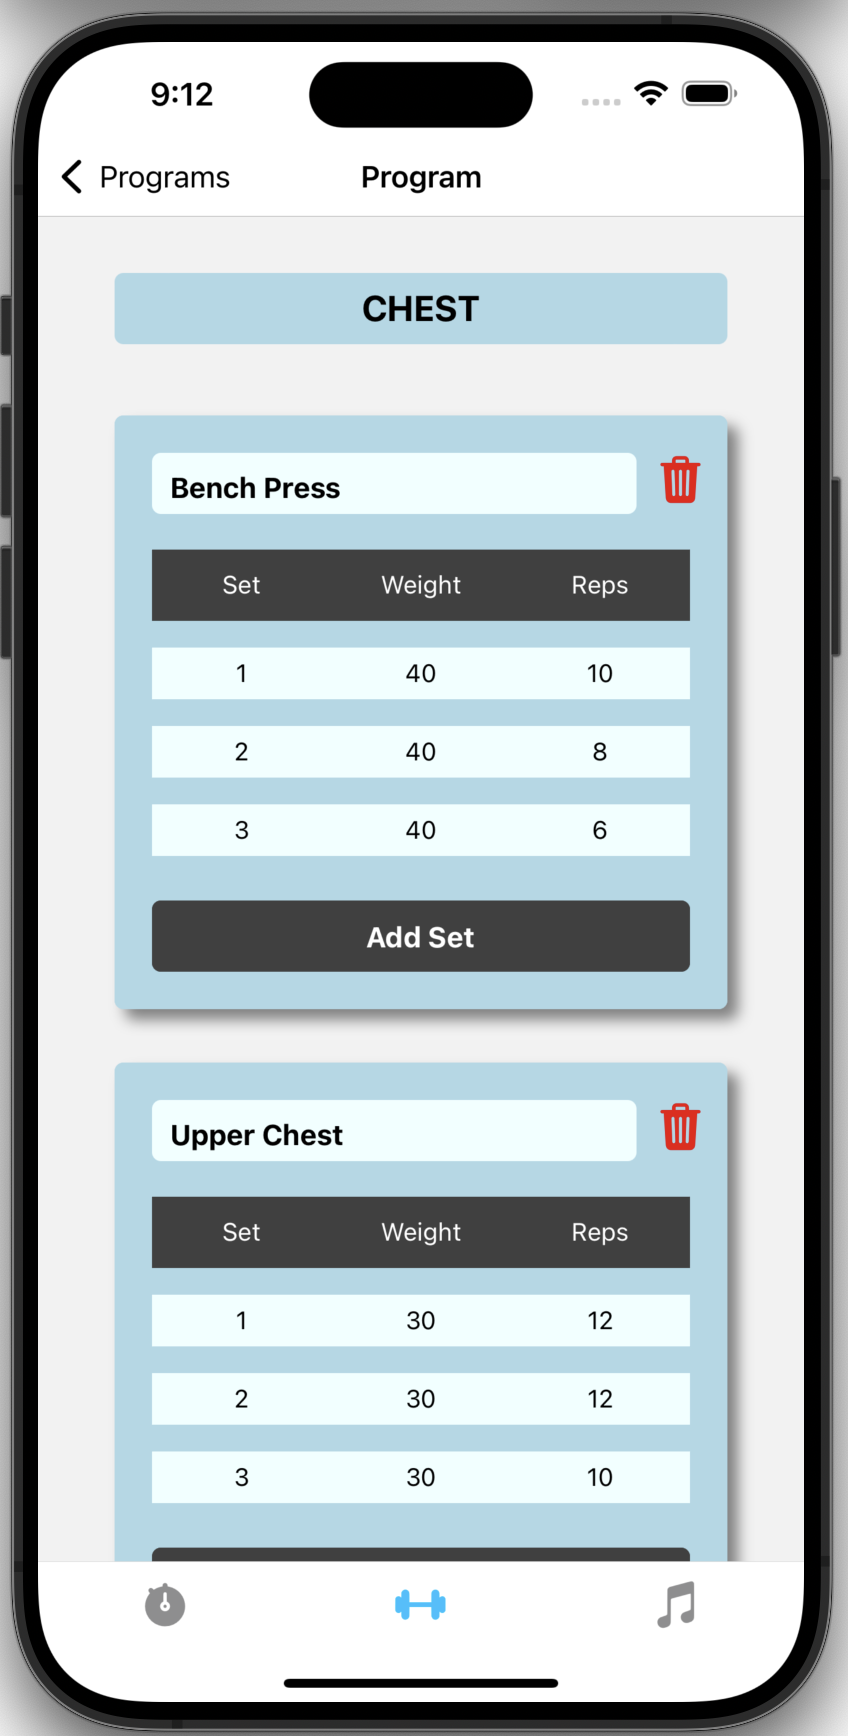 9:12
Programs Program
CHEST
Bench Press
Set Weight Reps
1 40 10
2 40 8
3 40 6
Add Set
Upper Chest
Set Weight Reps
1 30 12
2 30 12
3 30 10